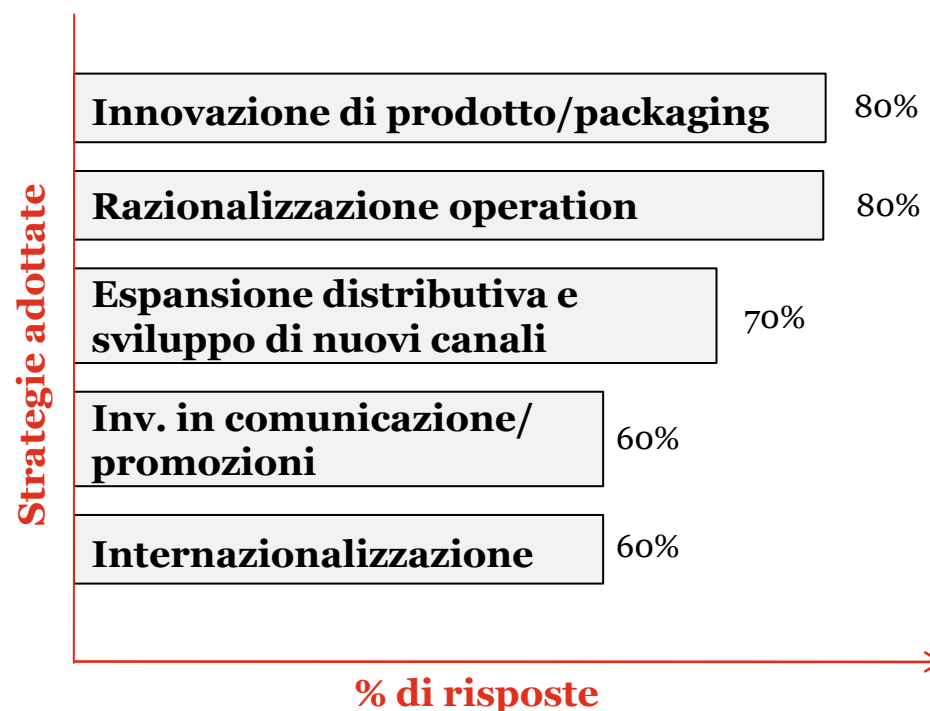 Innovazione di prodotto/packaging
80%
Razionalizzazione operation
80%
Espansione distributiva e
sviluppo di nuovi canali
70%
Inv. in comunicazione/
promozioni
60%
Internazionalizzazione
60%
Strategie adottate
% di risposte